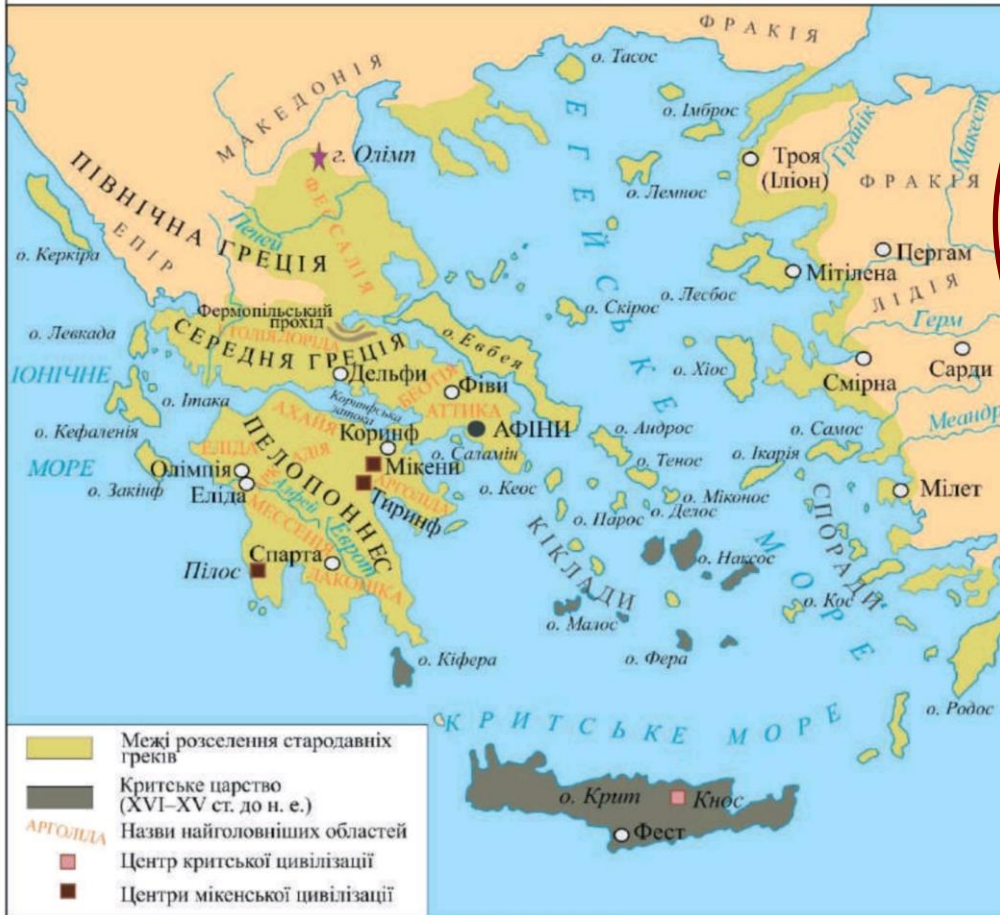 ФРАКІЯ
о. Тасос
МАКЕДОНІЯ
о. Імброс
Гранік
Макест
г. Олімп
Троя
(Іліон)
ФРАКІЯ
о. Лемнос
ПІВНІЧНА ГРЕЦІЯ
ФЕССАЛІЯ
Пеней
ЕПІР
о. Керкіра
ЕГЕЙСЬКЕ МОРЕ
Пергам
Мітілена
о. Лесбос
ЛІДІЯ
о. Скірос
Герм
Фермопільський
прохід
о. Левкада
СЕРЕДНЯ ГРЕЦІЯ
о. Евбея
ІОНІЧНЕ
МОРЕ
Дельфи
БЕОТІЯ
Фіви
о. Хіос
Смірна
Сарди
о. Ітака
Коринфська
затока
АТТИКА
Меандр
АХАЙЯ
Коринф
АФІНИ
о. Андрос
о. Самос
о. Кефаленія
ПЕЛОПОННЕС
ЕЛІДА
Олімпія
Мікени
о. Саламін
о. Тенос
о. Ікарія
о. Закінф
Еліда
Алфей
АРГОЛІДА
Тиринф
о. Кеос
о. Міконос
Мілет
о. Парос
о. Делос
МЕССЕНІЯ
Еврот
КІКЛАДИ
СПОРАДИ
Спарта
о. Наксос
Пілос
ЛАКОНІКА
о. Кос
о. Малос
о. Кіфера
о. Фера
о. Родос
КРИТСЬКЕ МОРЕ
о. Крит
Кнос
Фест
Межі розселення стародавніх
греків
Критське царство
(XVI–XV ст. до н. е.)
АРГОЛІДА
Назви найголовніших областей
Центр критської цивілізації
Центри мікенської цивілізації